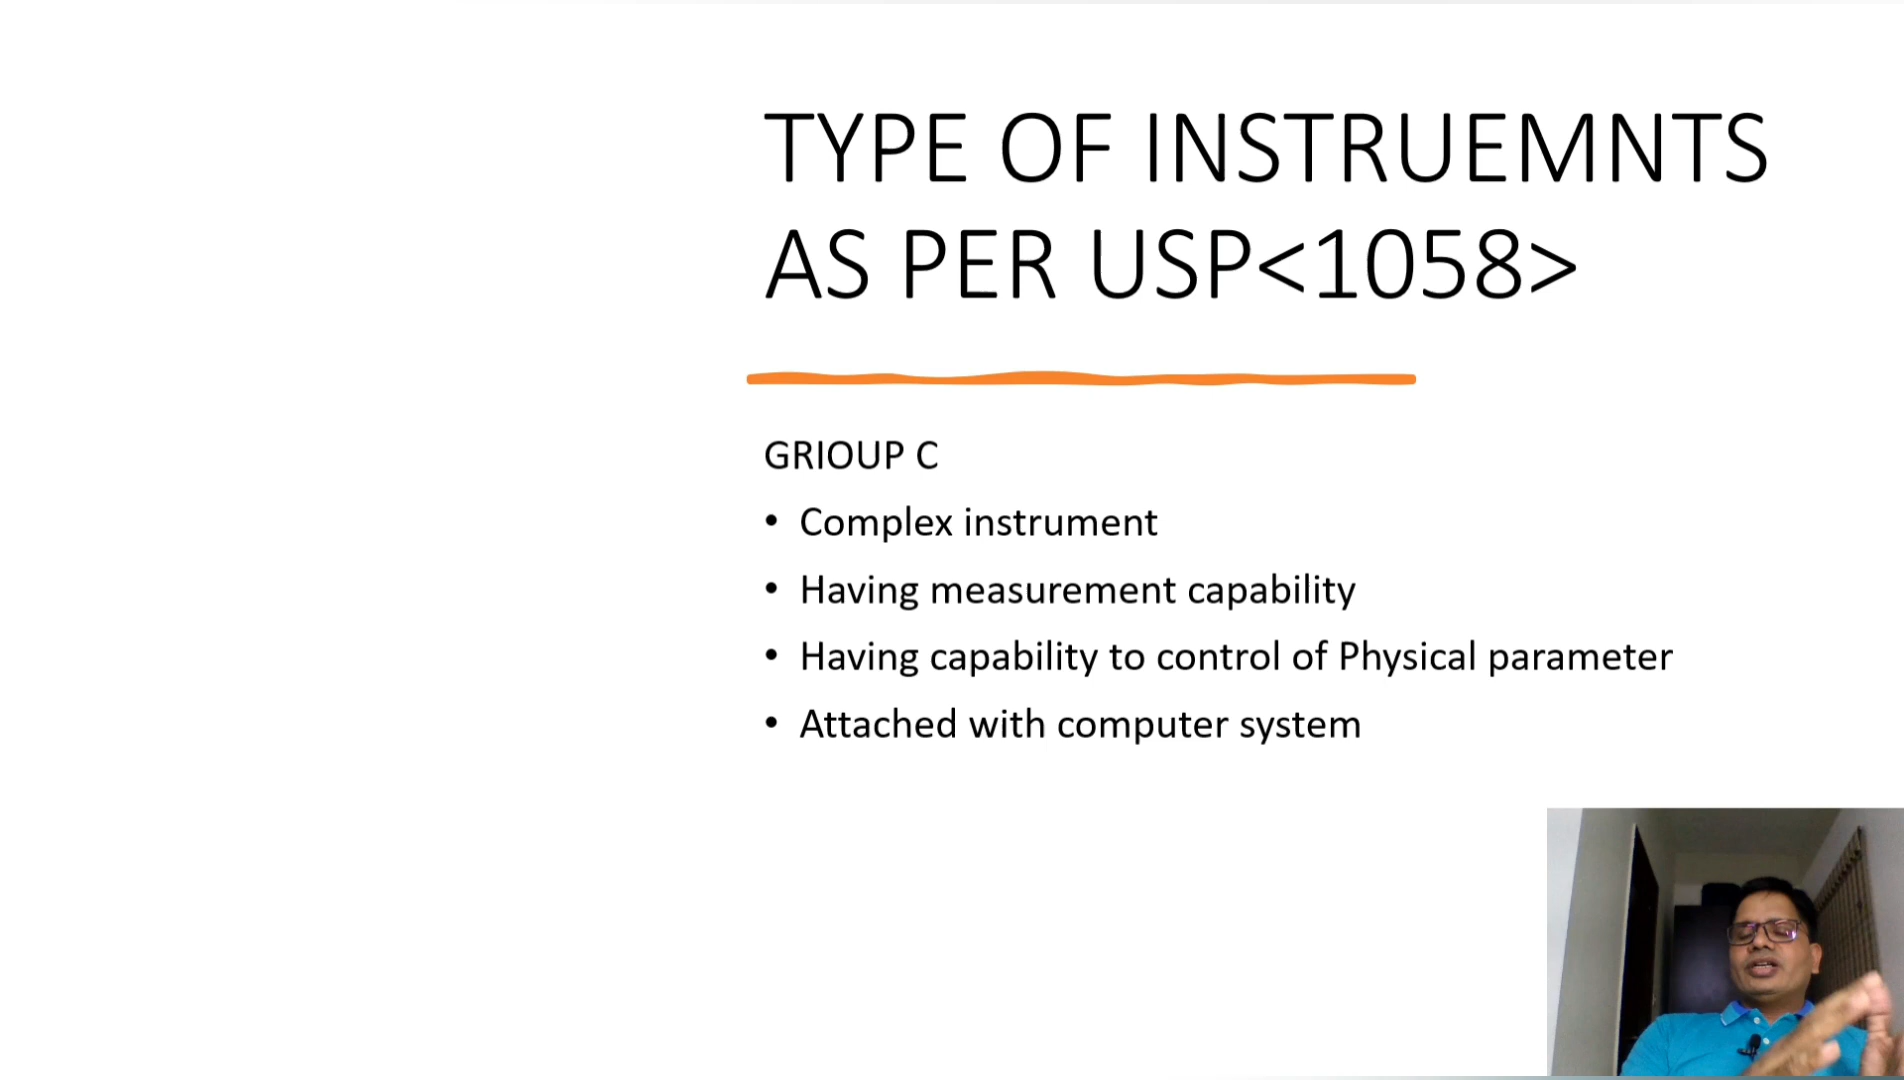 TYPE OF INSTRUEMNTS
AS PER USP<1058>
GRIOUP C
• Complex instrument
• Having measurement capability
• Having capability to control of Physical parameter
• Attached with computer system